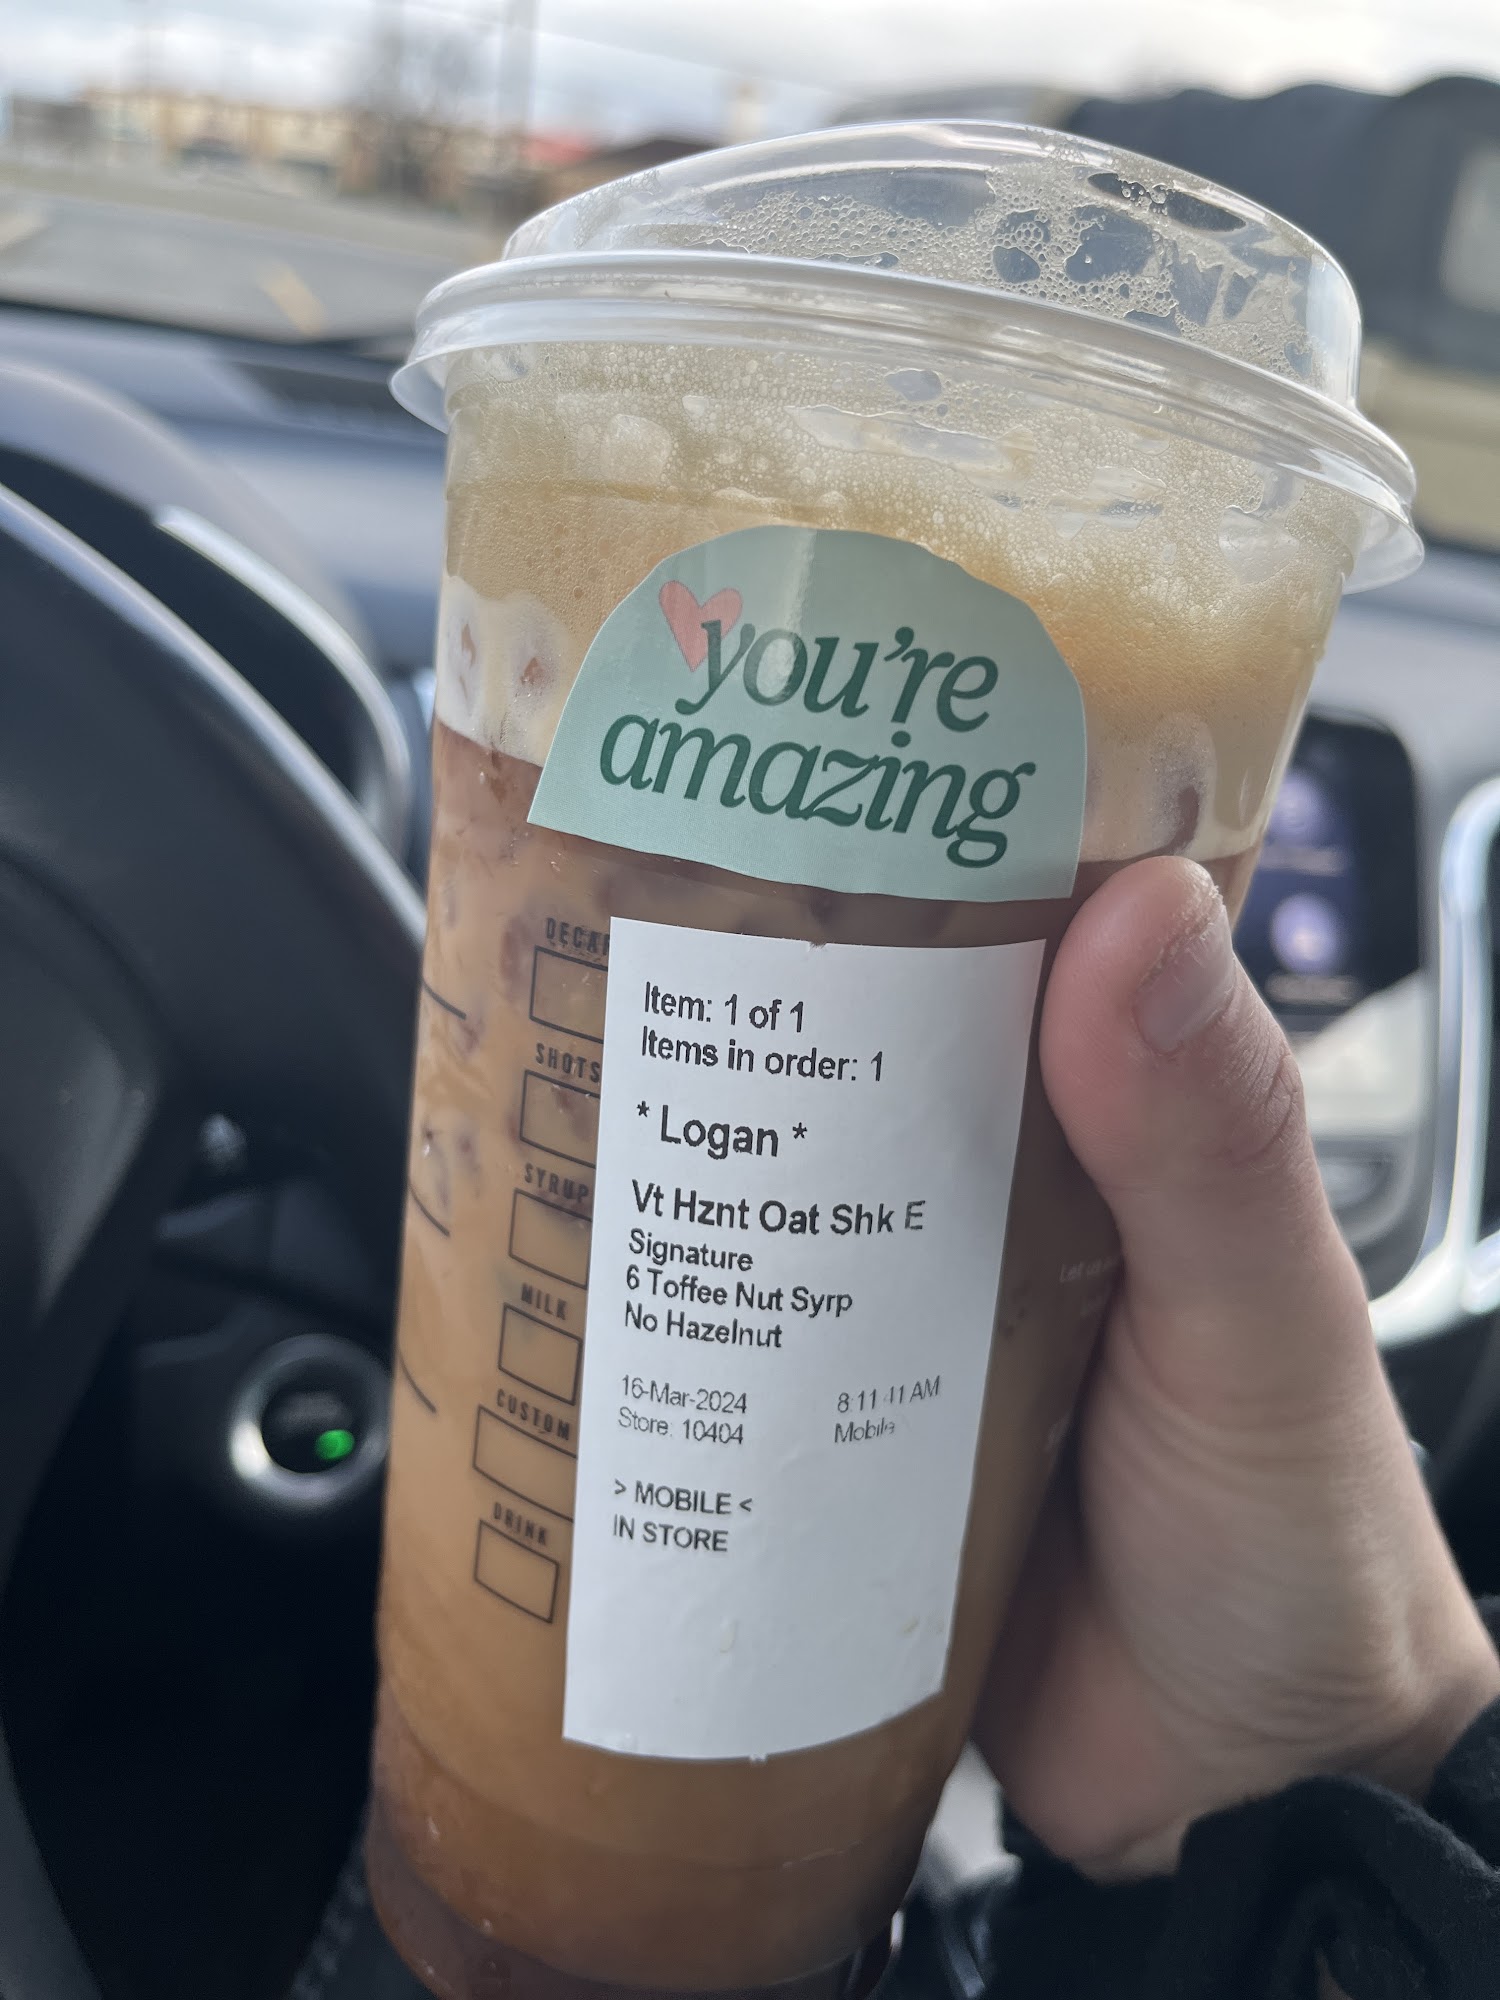 you're
amazing
DECAF
SHOTS
SYRUP
MILK
CUSTOM
DRINK
Item: 1 of 1
Items in order: 1
* Logan *
Vt Hznt Oat Shk E
Signature
6 Toffee Nut Syrp
No Hazelnut
16-Mar-2024 8:11:41 AM
Store: 10404 Mobile
> MOBILE <
IN STORE